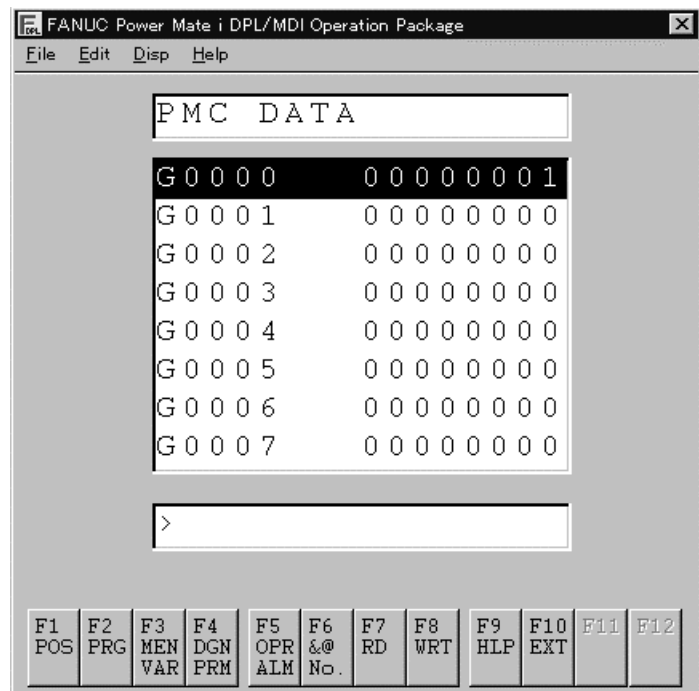 FANUC Power Mate i DPL/MDI Operation Package
File Edit Disp Help
PMC DATA
G0000 00000001
G0001 00000000
G0002 00000000
G0003 00000000
G0004 00000000
G0005 00000000
G0006 00000000
G0007 00000000
>
F1 F2 F3 F4 F5 F6 F7 F8 F9 F10 F11 F12
POS PRG MEN DGN OPR &@ RD WRT HLP EXT
VAR PRM ALM No.